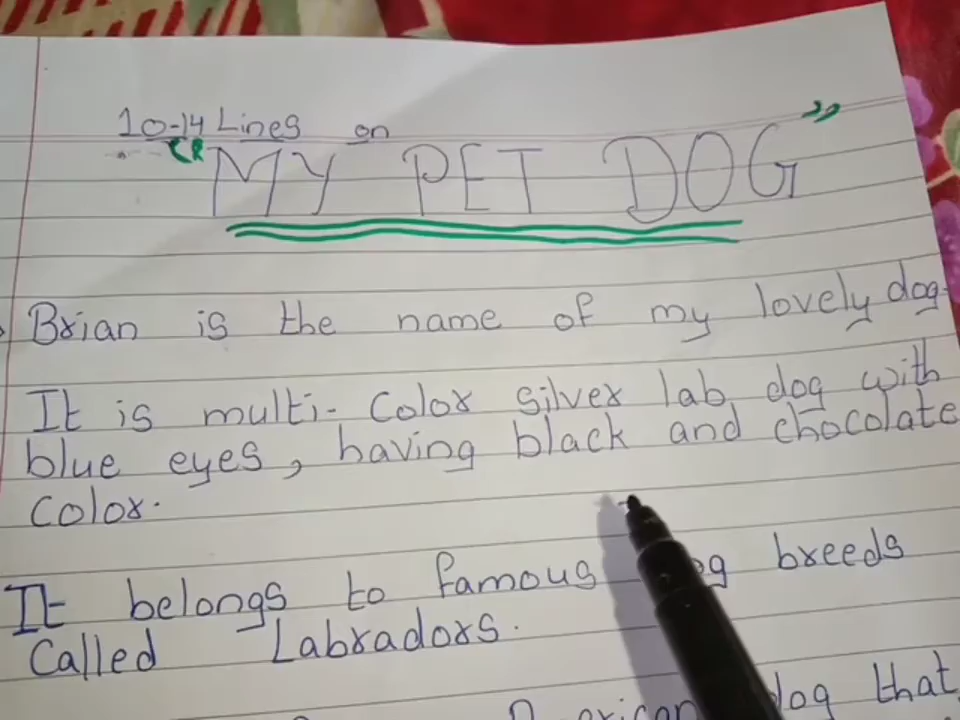 10-14 Lines on
"MY PET DOG"
Brian is the name of my lovely dog.
It is multi- Color silver lab dog with
blue eyes, having black and chocolate
Color.
It belongs to famous breeds
Called Labradors.
dog that